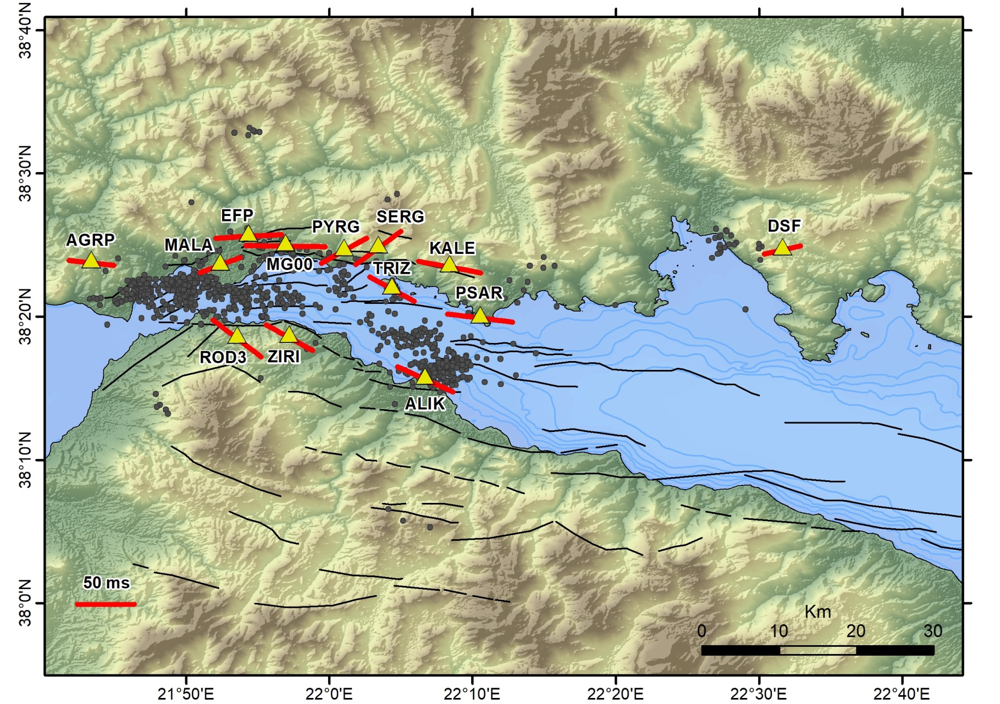 38°40'N
38°30'N
EFP
SERG
PYRG
DSF
AGRP
MALA
KALE
MG00
TRIZ
PSAR
38°20'N
ROD3
ZIRI
ALIK
38°10'N
50 ms
38°0'N
Km
0 10 20 30
21°50'E 22°0'E 22°10'E 22°20'E 22°30'E 22°40'E